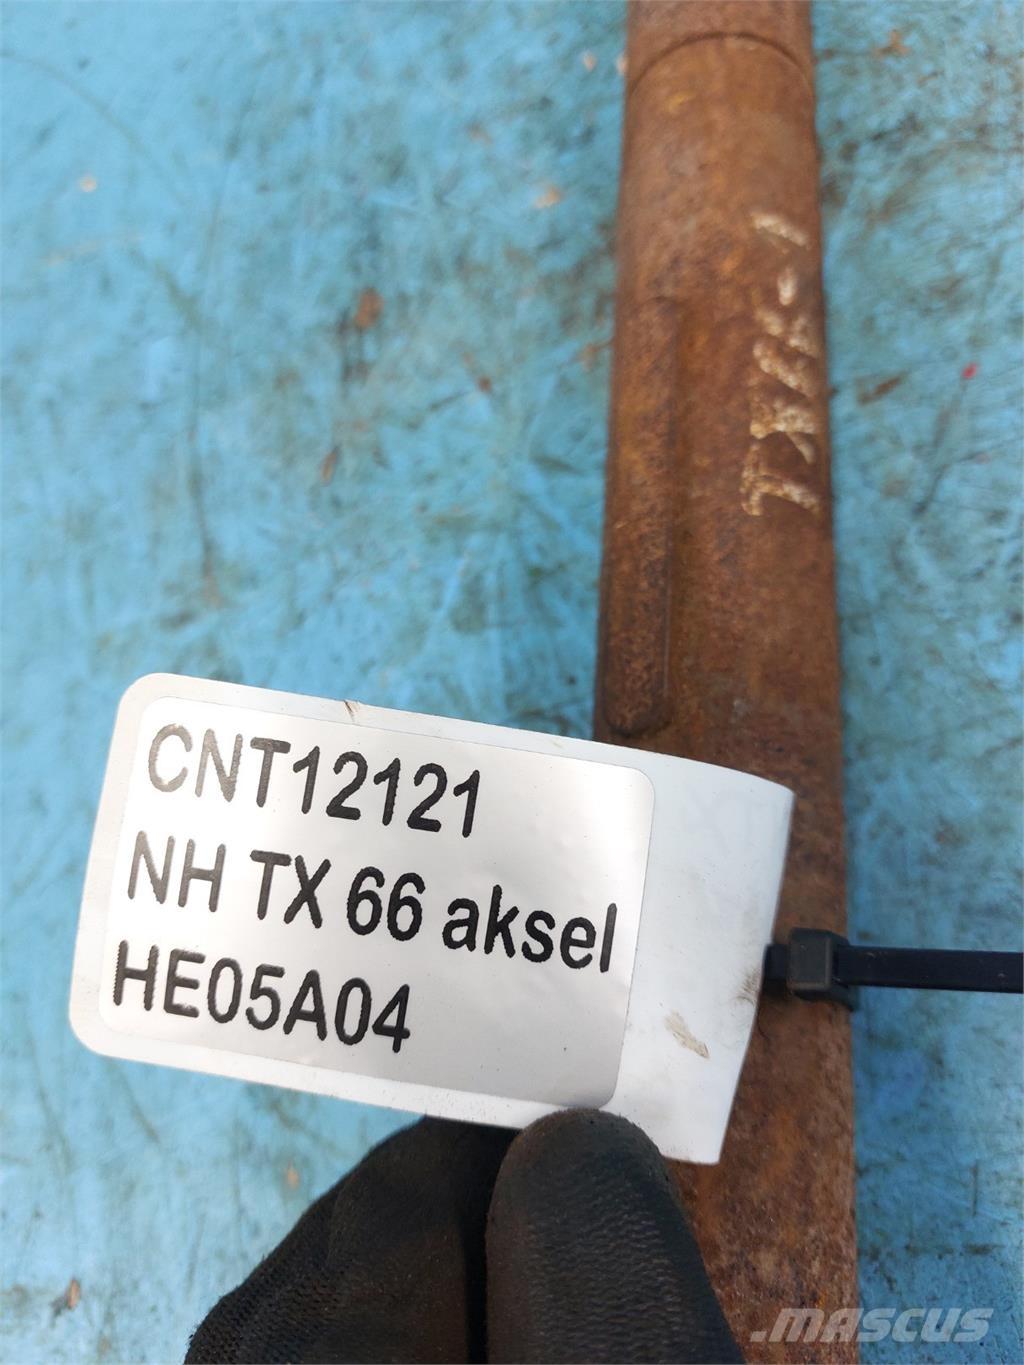 TX66-1
CNT12121
NH TX 66 aksel
HE05A04
.MASCUS